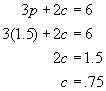 3p + 2c = 6
3(1.5) + 2c = 6
2c = 1.5
c = .75